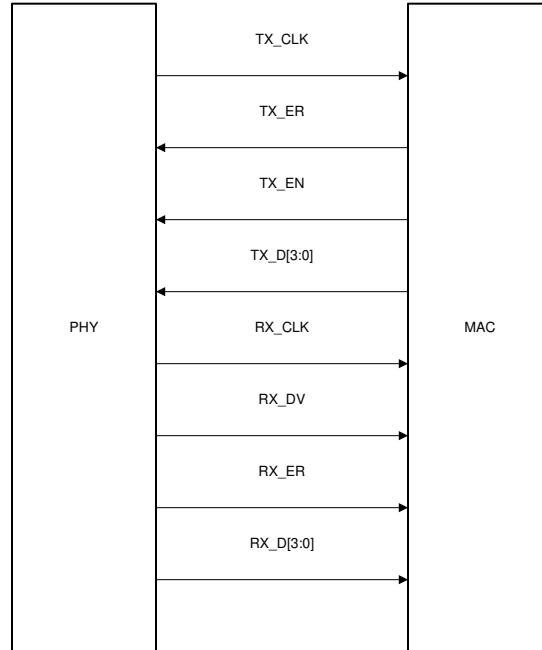 TX_CLK
TX_ER
TX_EN
TX_D[3:0]
PHY
RX_CLK
MAC
RX_DV
RX_ER
RX_D[3:0]